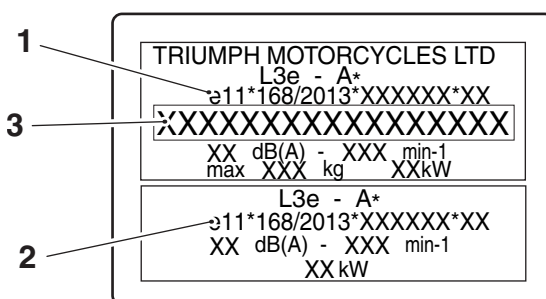 1
TRIUMPH MOTORCYCLES LTD
L3e - A*
e11*168/2013*XXXXXX*XX
3
XXXXXXXXXXXXXXXXX
XX dB(A) - XXX min-1
max XXX kg XXkW
L3e - A*
2
e11*168/2013*XXXXXX*XX
XX dB(A) - XXX min-1
XX kW